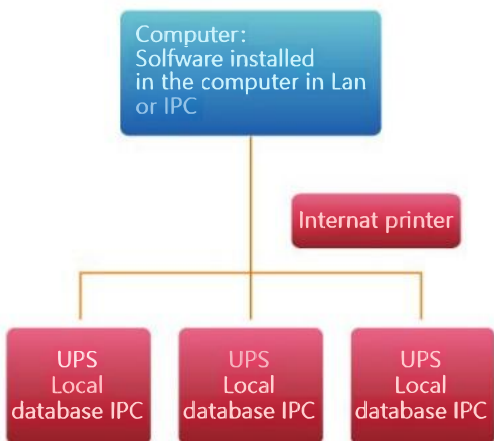 Computer:
Solfware installed
in the computer in Lan
or IPC
Internat printer
UPS
Local
database IPC
UPS
Local
database IPC
UPS
Local
database IPC